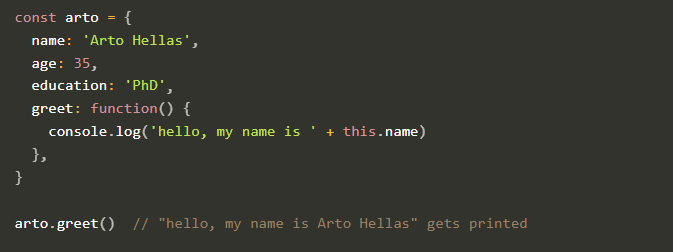 const arto = {
  name: 'Arto Hellas',
  age: 35,
  education: 'PhD',
  greet: function() {
    console.log('hello, my name is ' + this.name)
  },
}

arto.greet()  // "hello, my name is Arto Hellas" gets printed